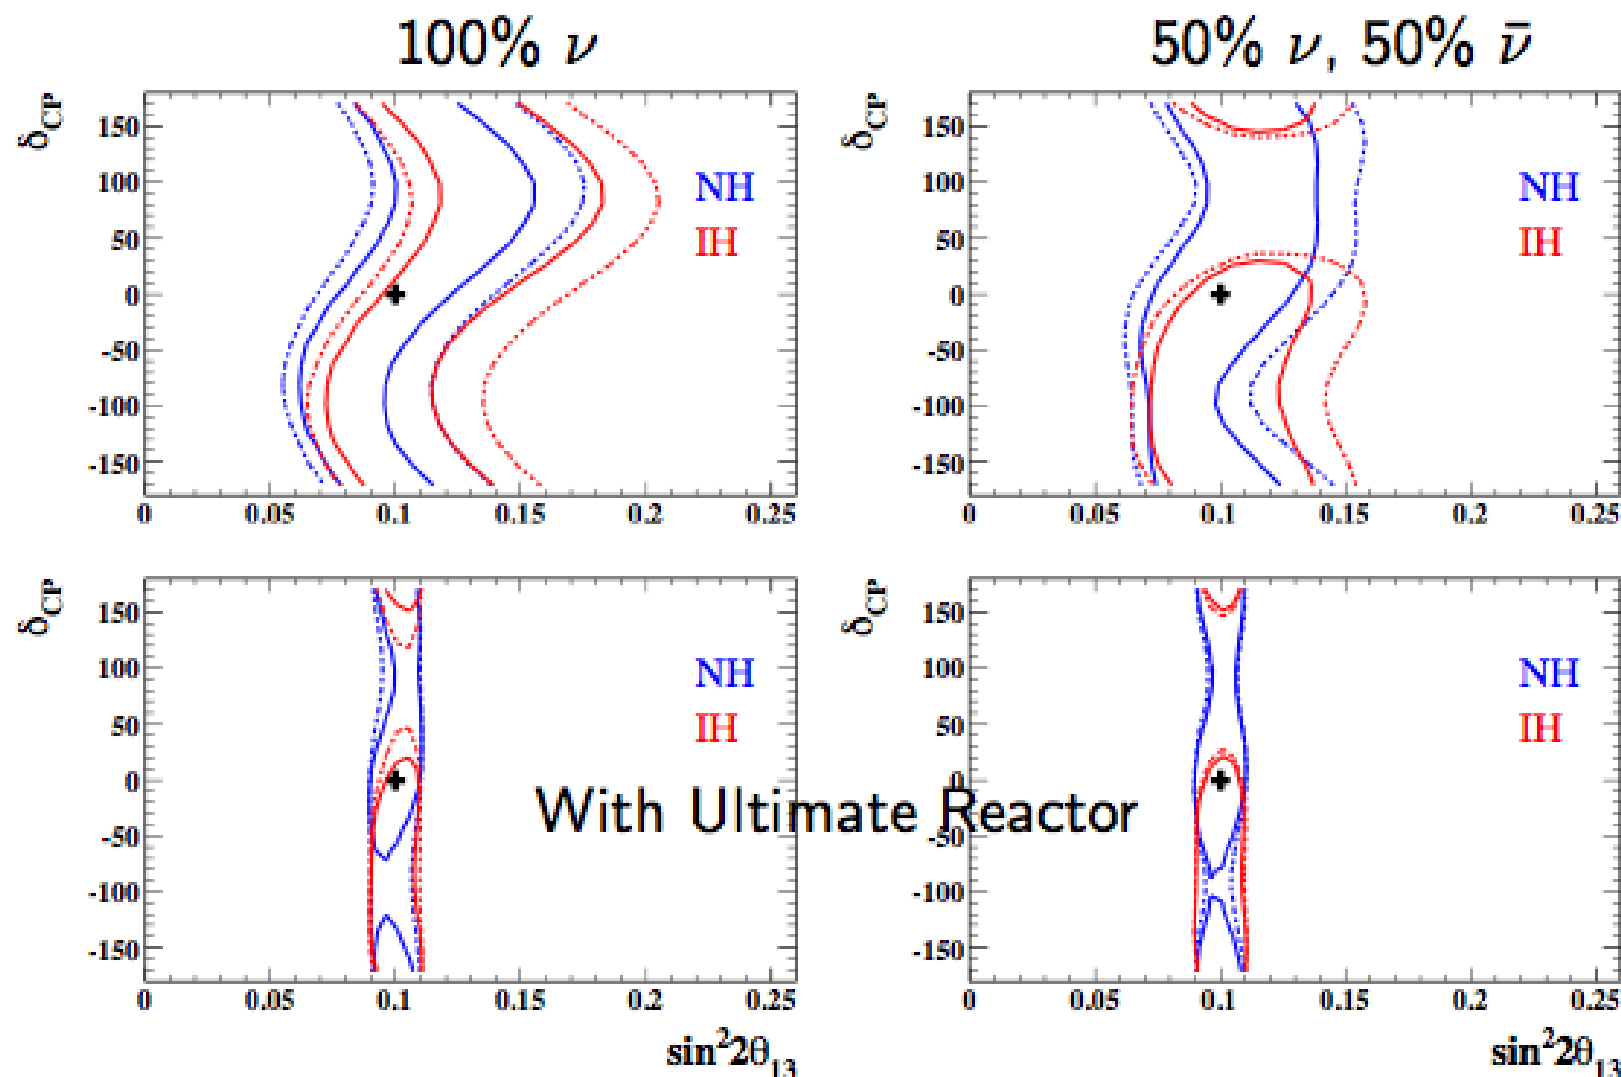 100% ν
50% ν, 50% ν̄
δCP
150
100
50
0
-50
-100
-150
NH
IH
0 0.05 0.1 0.15 0.2 0.25
δCP
150
100
50
0
-50
-100
-150
NH
IH
0 0.05 0.1 0.15 0.2 0.25
δCP
150
100
50
0
-50
-100
-150
NH
IH
0 0.05 0.1 0.15 0.2 0.25
sin²2θ₁₃
With Ultimate Reactor
δCP
150
100
50
0
-50
-100
-150
NH
IH
0 0.05 0.1 0.15 0.2 0.25
sin²2θ₁₃